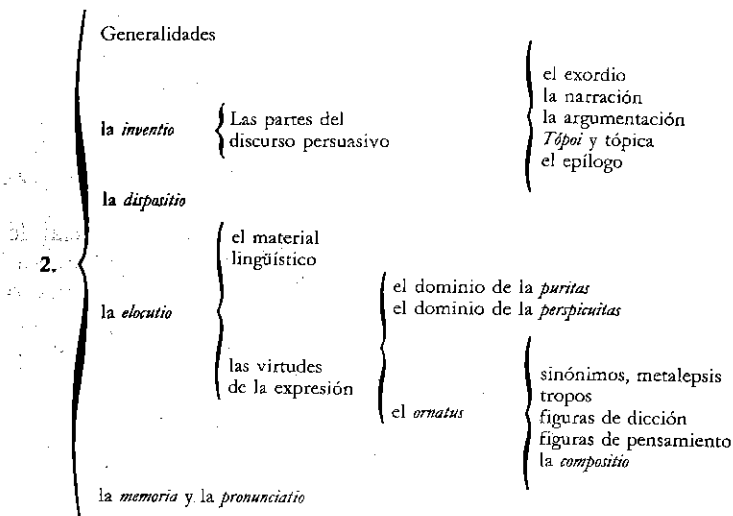 2.
Generalidades
la inventio
Las partes del
discurso persuasivo
el exordio
la narración
la argumentación
Tópoi y tópica
el epílogo
la dispositio
la elocutio
el material
lingüístico
las virtudes
de la expresión
el dominio de la puritas
el dominio de la perspicuitas
el ornatus
sinónimos, metalepsis
tropos
figuras de dicción
figuras de pensamiento
la compositio
la memoria y la pronunciatio